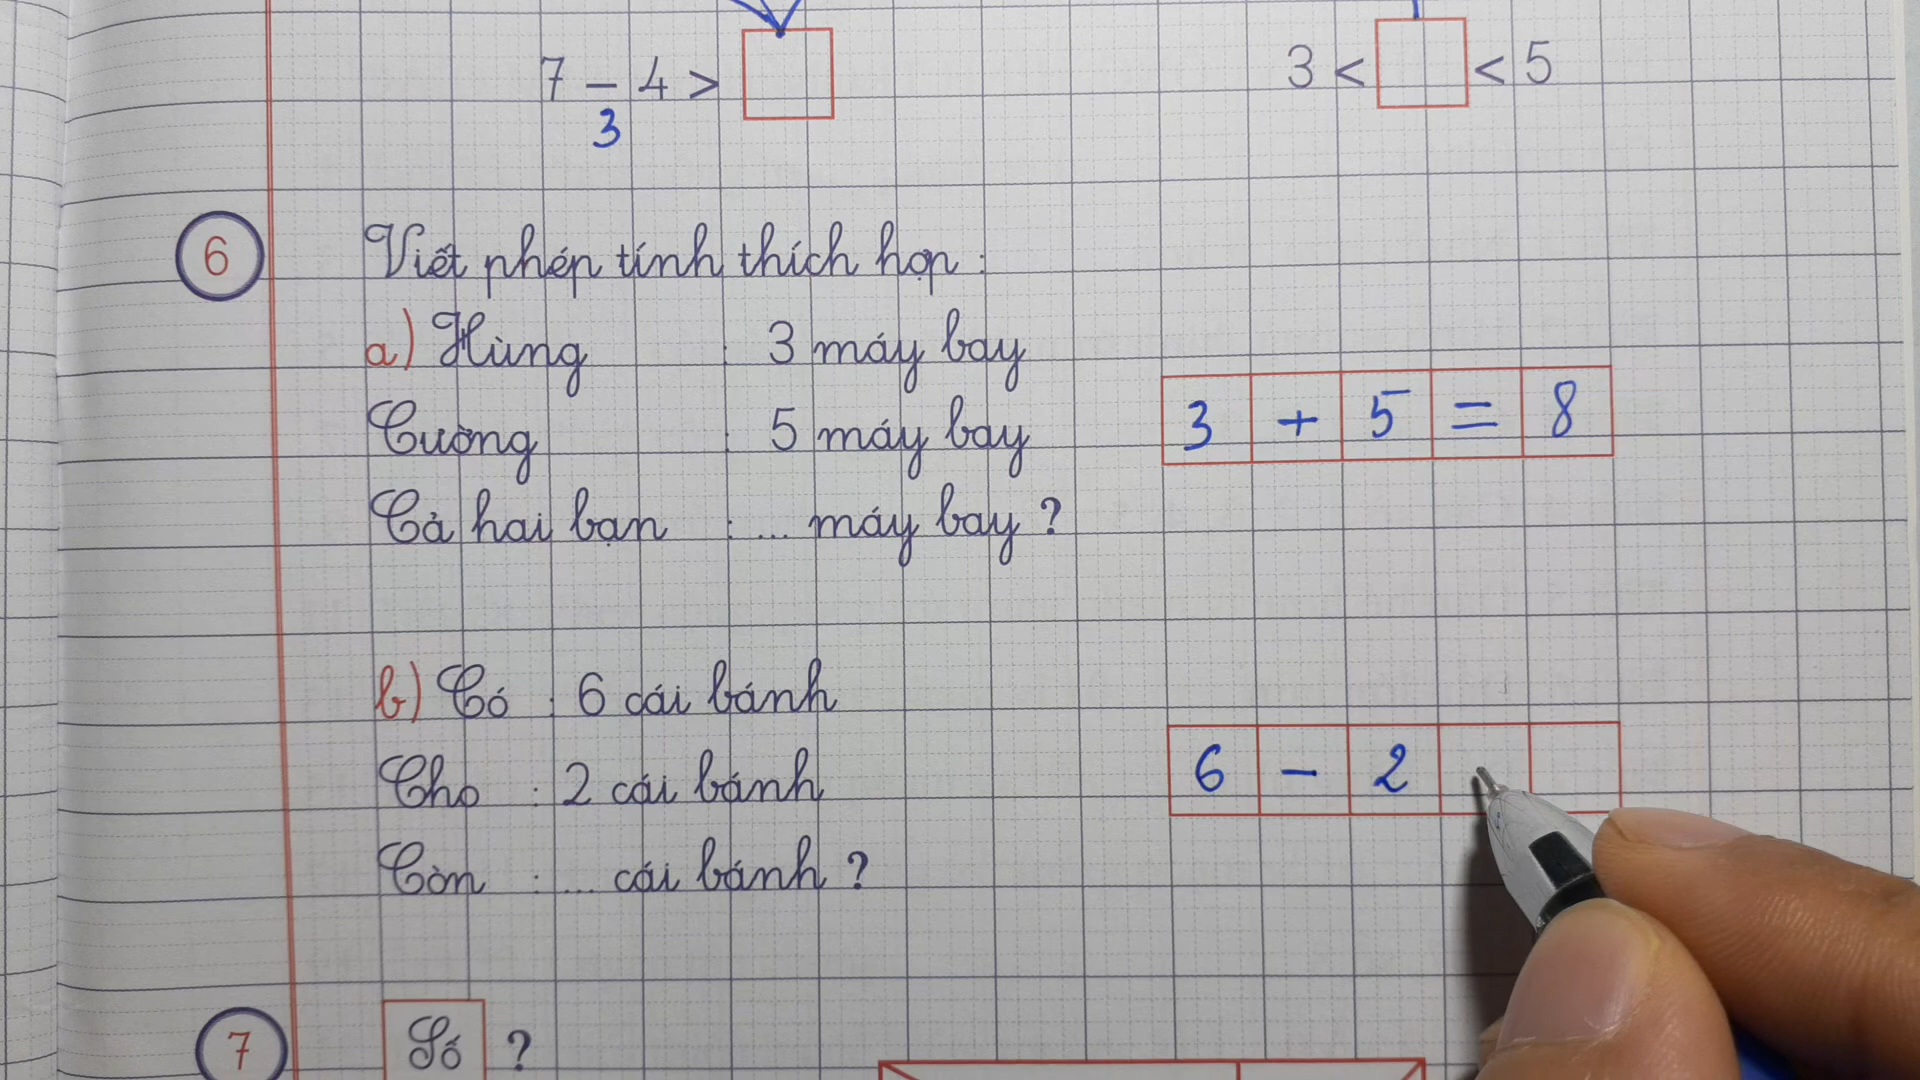 7 - 4 >
3 < < 5
3
6
Viết phép tính thích hợp :
a) Hùng : 3 máy bay
Cường : 5 máy bay
3 + 5 = 8
Cả hai bạn : ... máy bay ?
b) Có : 6 cái bánh
Cho : 2 cái bánh
6 - 2
Còn : ... cái bánh ?
7
Số ?